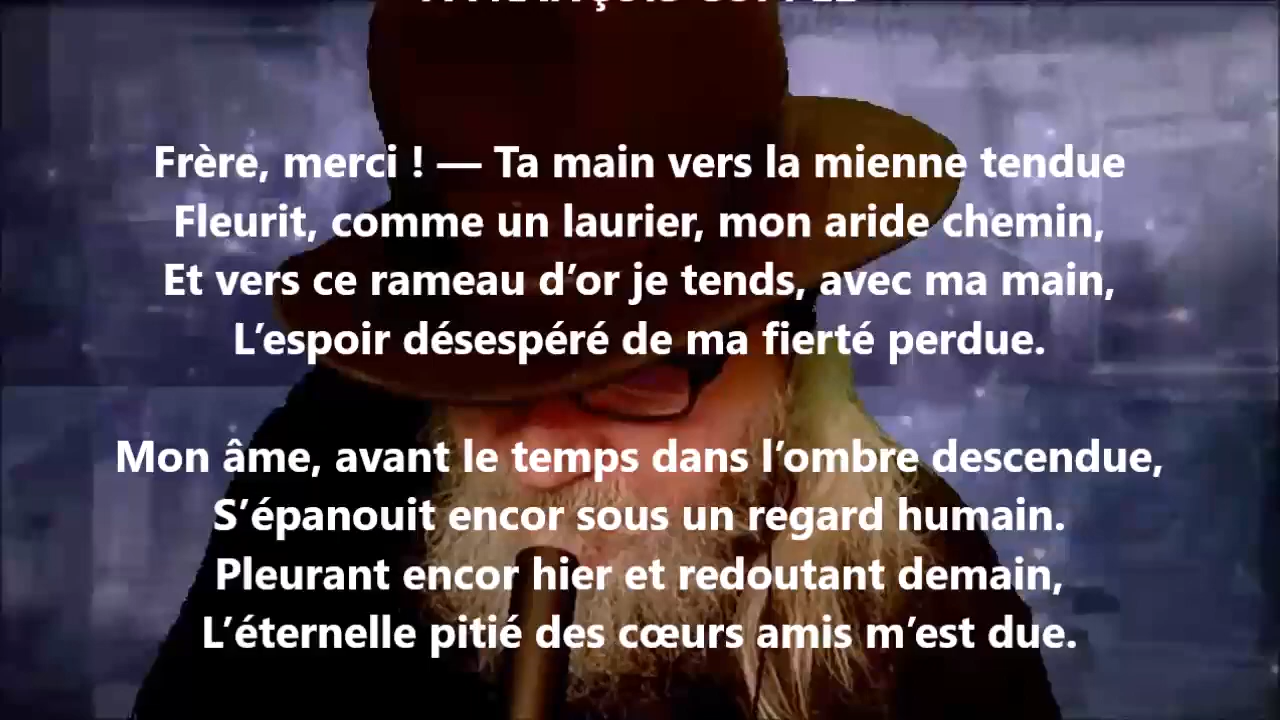 Frère, merci ! — Ta main vers la mienne tendue
Fleurit, comme un laurier, mon aride chemin,
Et vers ce rameau d’or je tends, avec ma main,
L’espoir désespéré de ma fierté perdue.
Mon âme, avant le temps dans l’ombre descendue,
S’épanouit encor sous un regard humain.
Pleurant encor hier et redoutant demain,
L’éternelle pitié des cœurs amis m’est due.